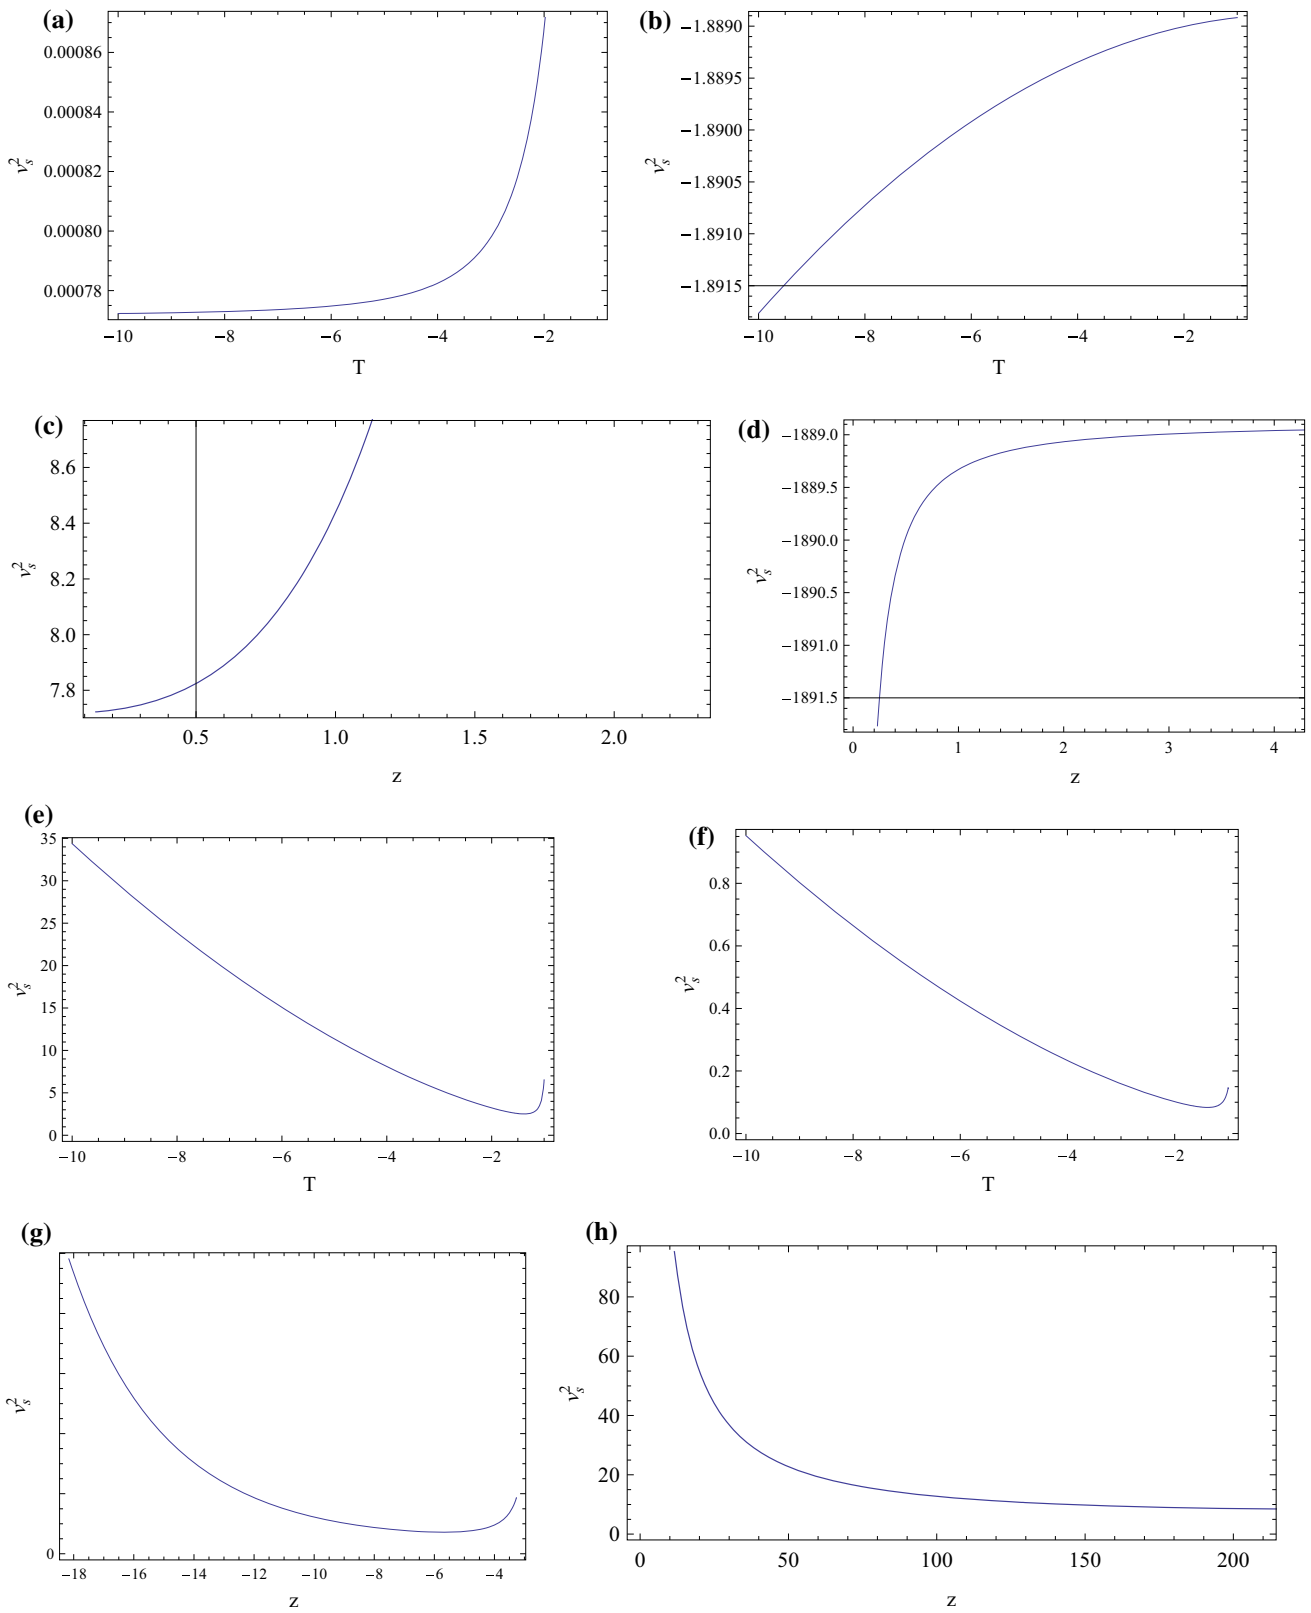 (a)
0.00086
0.00084
0.00082
0.00080
0.00078
v_s^2
−10 −8 −6 −4 −2
T
(b)
−1.8890
−1.8895
−1.8900
−1.8905
−1.8910
−1.8915
v_s^2
−10 −8 −6 −4 −2
T
(c)
8.6
8.4
8.2
8.0
7.8
v_s^2
0.5 1.0 1.5 2.0
z
(d)
−1889.0
−1889.5
−1890.0
−1890.5
−1891.0
−1891.5
v_s^2
0 1 2 3 4
z
(e)
35
30
25
20
15
10
5
0
v_s^2
−10 −8 −6 −4 −2
T
(f)
0.8
0.6
0.4
0.2
0.0
v_s^2
−10 −8 −6 −4 −2
T
(g)
0
v_s^2
−18 −16 −14 −12 −10 −8 −6 −4
z
(h)
80
60
40
20
0
v_s^2
0 50 100 150 200
z